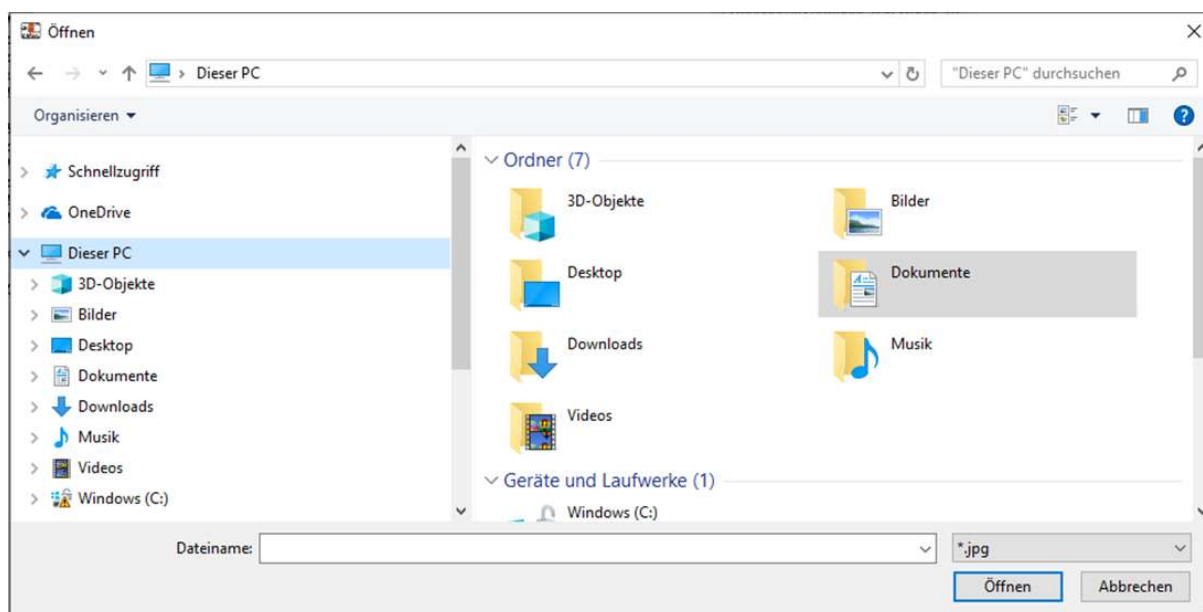 Öffnen
Dieser PC
"Dieser PC" durchsuchen
Organisieren
Schnellzugriff
OneDrive
Dieser PC
3D-Objekte
Bilder
Desktop
Dokumente
Downloads
Musik
Videos
Windows (C:)
Ordner (7)
3D-Objekte
Bilder
Desktop
Dokumente
Downloads
Musik
Videos
Geräte und Laufwerke (1)
Windows (C:)
Dateiname:
*.jpg
Öffnen
Abbrechen